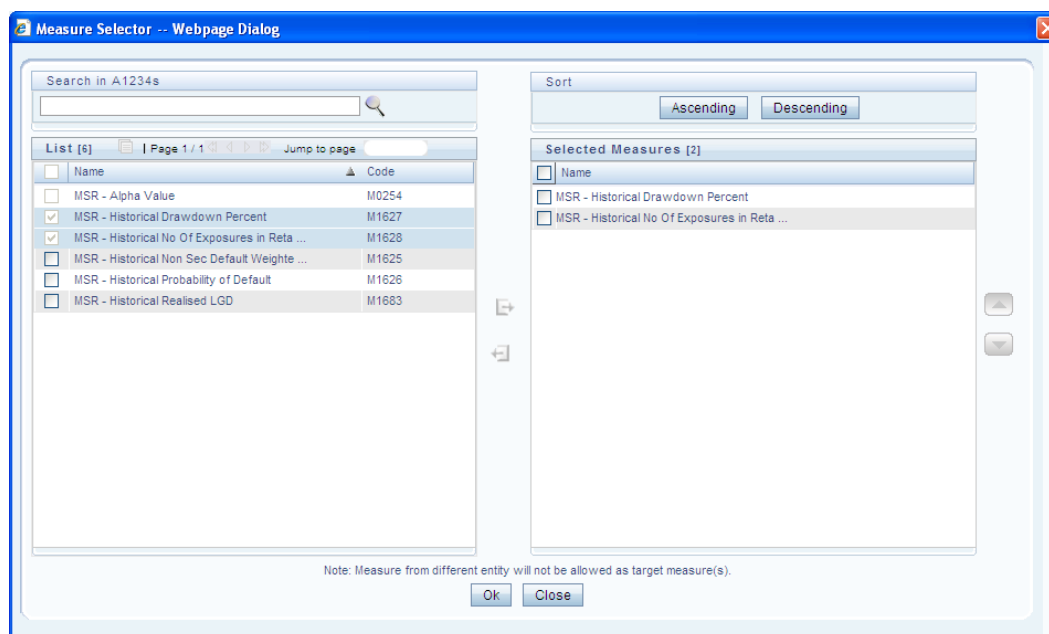 Measure Selector -- Webpage Dialog
Search in A1234s
Sort
Ascending Descending
List [6] | Page 1 / 1 Jump to page
Name Code
MSR - Alpha Value M0254
MSR - Historical Drawdown Percent M1627
MSR - Historical No Of Exposures in Reta ... M1628
MSR - Historical Non Sec Default Weighte ... M1625
MSR - Historical Probability of Default M1626
MSR - Historical Realised LGD M1683
Selected Measures [2]
Name
MSR - Historical Drawdown Percent
MSR - Historical No Of Exposures in Reta ...
Note: Measure from different entity will not be allowed as target measure(s).
Ok Close